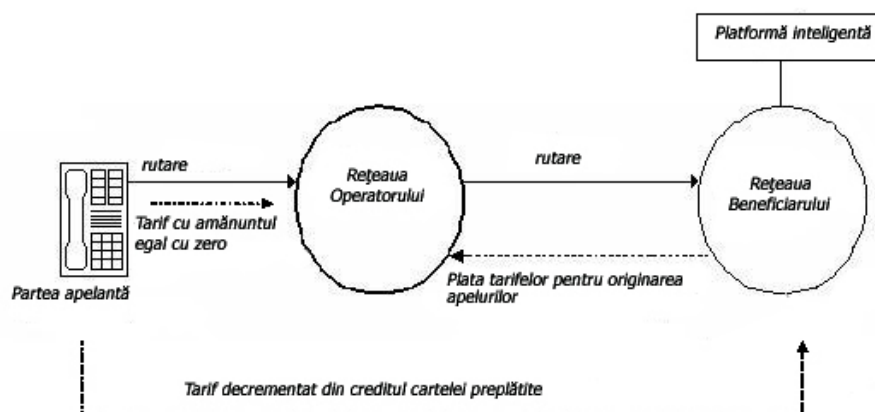 Platformă inteligentă
rutare
rutare
Reţeaua
Operatorului
Reţeaua
Beneficiarului
Tarif cu amănuntul
egal cu zero
Partea apelantă
Plata tarifelor pentru originarea
apelurilor
Tarif decrementat din creditul cartelei preplătite